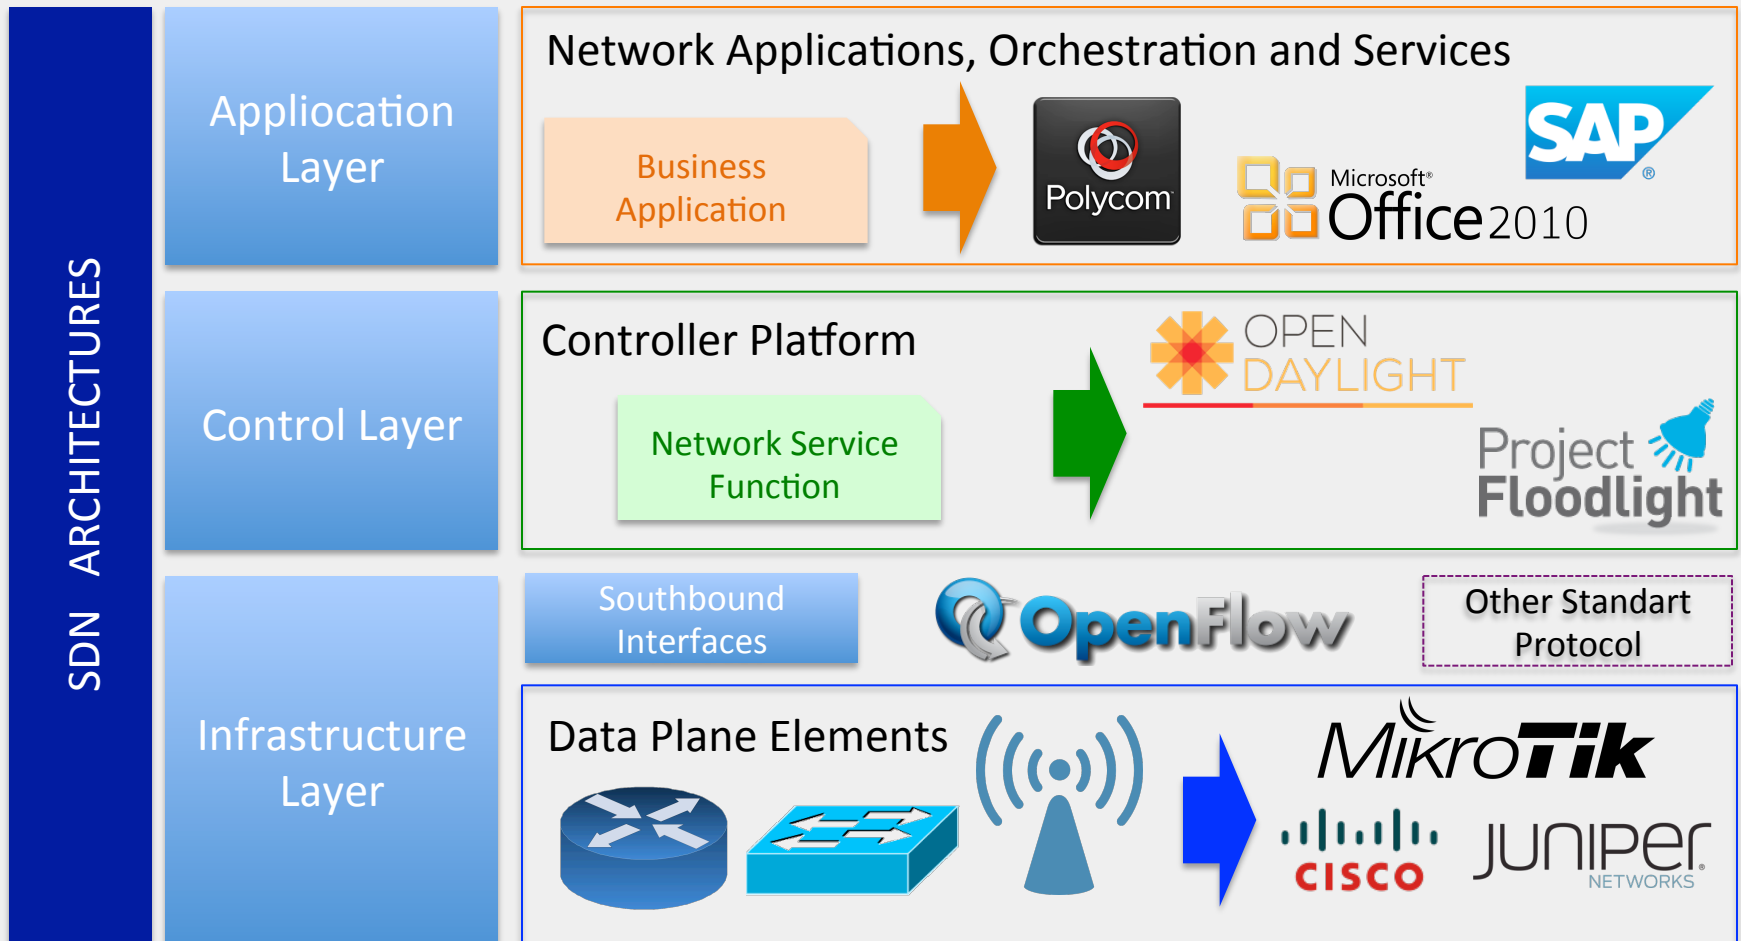 SDN ARCHITECTURES
Appliocation
Layer
Network Applications, Orchestration and Services
Business
Application
Polycom
Microsoft®
Office 2010
SAP
®
Control Layer
Controller Platform
Network Service
Function
OPEN
DAYLIGHT
Project
Floodlight
Infrastructure
Layer
Southbound
Interfaces
OpenFlow
Other Standart
Protocol
Data Plane Elements
MikroTik
CISCO
JUNIPer
NETWORKS